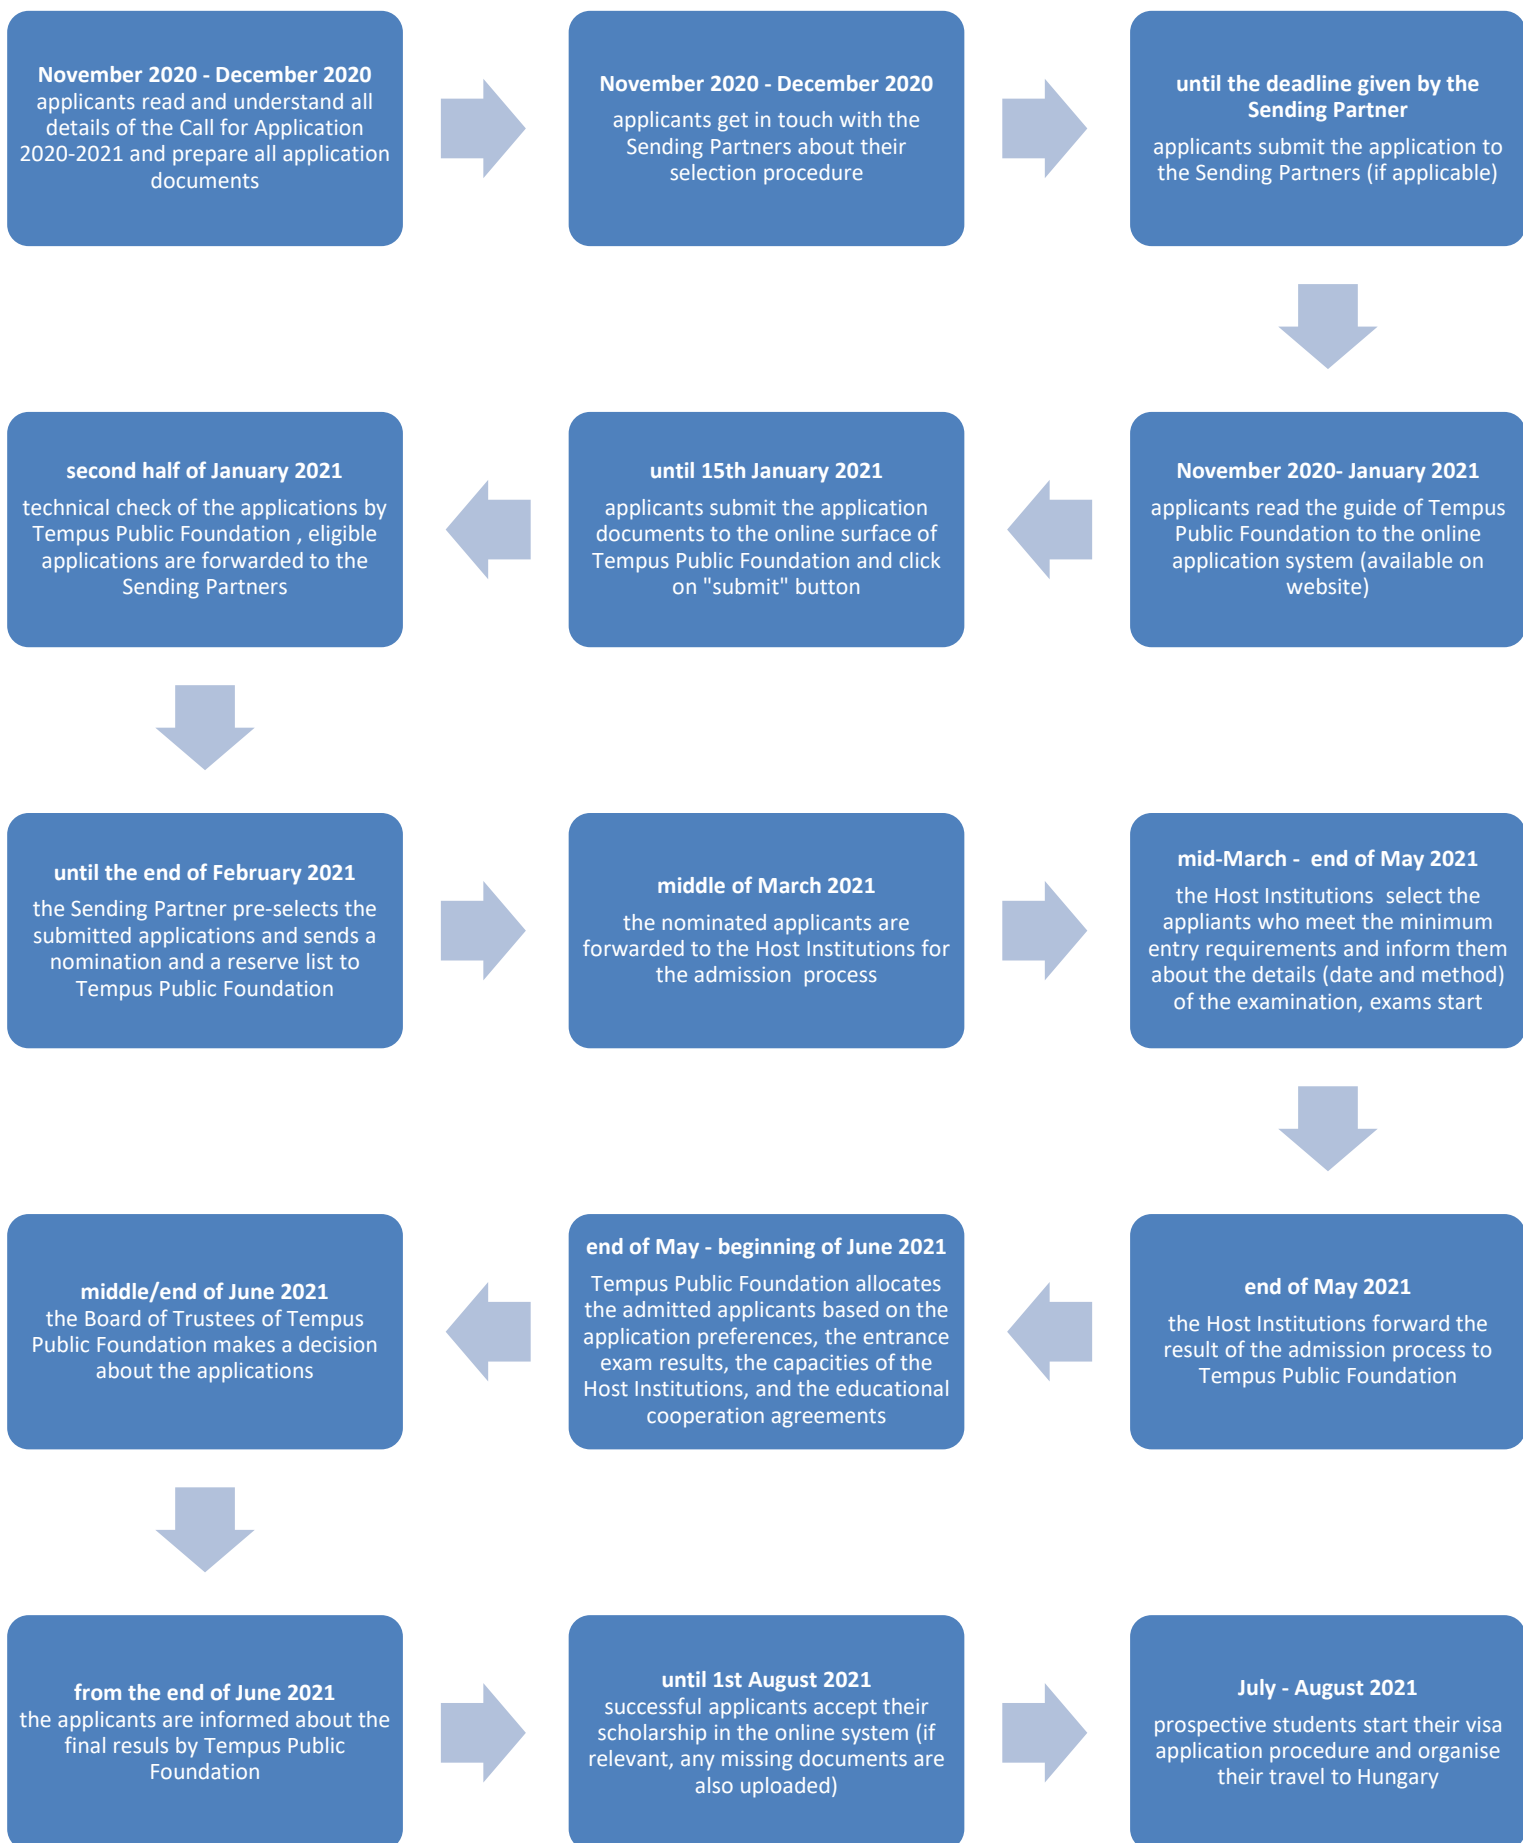 November 2020 - December 2020
applicants read and understand all
details of the Call for Application
2020-2021 and prepare all application
documents
November 2020 - December 2020
applicants get in touch with the
Sending Partners about their
selection procedure
until the deadline given by the
Sending Partner
applicants submit the application to
the Sending Partners (if applicable)
November 2020- January 2021
applicants read the guide of Tempus
Public Foundation to the online
application system (available on
website)
until 15th January 2021
applicants submit the application
documents to the online surface of
Tempus Public Foundation and click
on "submit" button
second half of January 2021
technical check of the applications by
Tempus Public Foundation , eligible
applications are forwarded to the
Sending Partners
until the end of February 2021
the Sending Partner pre-selects the
submitted applications and sends a
nomination and a reserve list to
Tempus Public Foundation
middle of March 2021
the nominated applicants are
forwarded to the Host Institutions for
the admission process
mid-March - end of May 2021
the Host Institutions select the
appliants who meet the minimum
entry requirements and inform them
about the details (date and method)
of the examination, exams start
end of May 2021
the Host Institutions forward the
result of the admission process to
Tempus Public Foundation
end of May - beginning of June 2021
Tempus Public Foundation allocates
the admitted applicants based on the
application preferences, the entrance
exam results, the capacities of the
Host Institutions, and the educational
cooperation agreements
middle/end of June 2021
the Board of Trustees of Tempus
Public Foundation makes a decision
about the applications
from the end of June 2021
the applicants are informed about the
final resuls by Tempus Public
Foundation
until 1st August 2021
successful applicants accept their
scholarship in the online system (if
relevant, any missing documents are
also uploaded)
July - August 2021
prospective students start their visa
application procedure and organise
their travel to Hungary